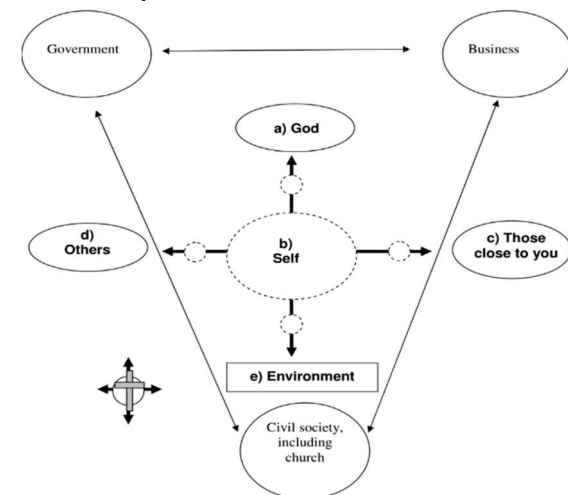 Government
Business
a) God
d)
Others
b)
Self
c) Those
close to you
e) Environment
Civil society,
including
church